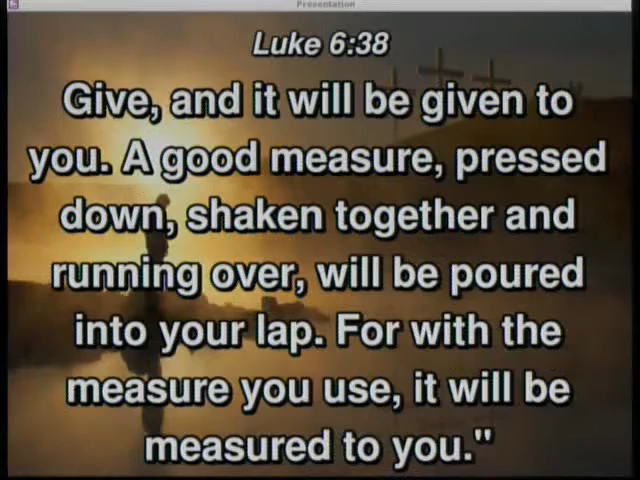 Presentation
Luke 6:38
Give, and it will be given to
you. A good measure, pressed
down, shaken together and
running over, will be poured
into your lap. For with the
measure you use, it will be
measured to you."